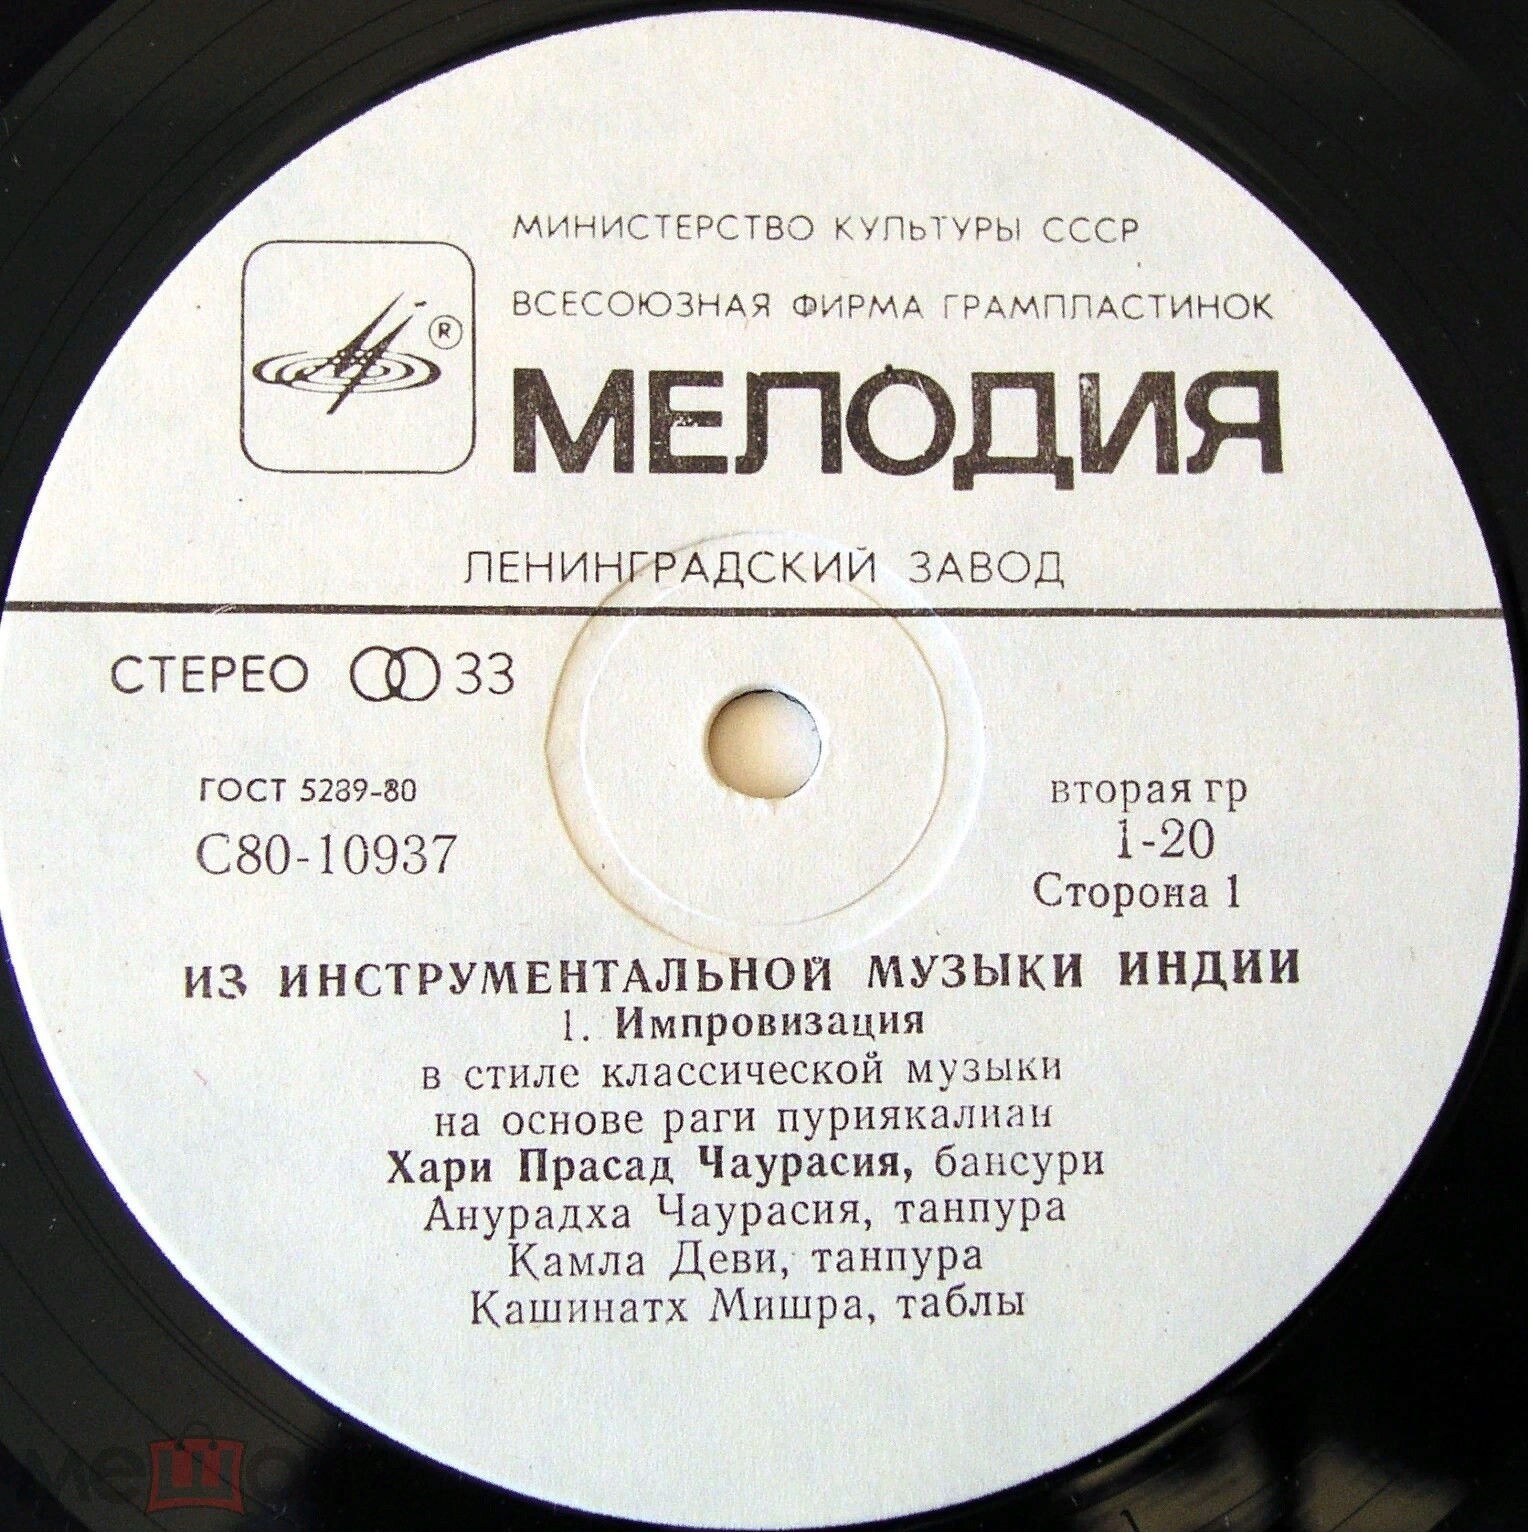 МИНИСТЕРСТВО КУЛЬТУРЫ СССР
ВСЕСОЮЗНАЯ ФИРМА ГРАМПЛАСТИНОК
®
МЕЛОДИЯ
ЛЕНИНГРАДСКИЙ ЗАВОД
СТЕРЕО 33
ГОСТ 5289-80
С80-10937
вторая гр
1-20
Сторона 1
ИЗ ИНСТРУМЕНТАЛЬНОЙ МУЗЫКИ ИНДИИ
1. Импровизация
в стиле классической музыки
на основе раги пуриякалиан
Хари Прасад Чаурасия, бансури
Анурадха Чаурасия, танпура
Камла Деви, танпура
Кашинатх Мишра, таблы